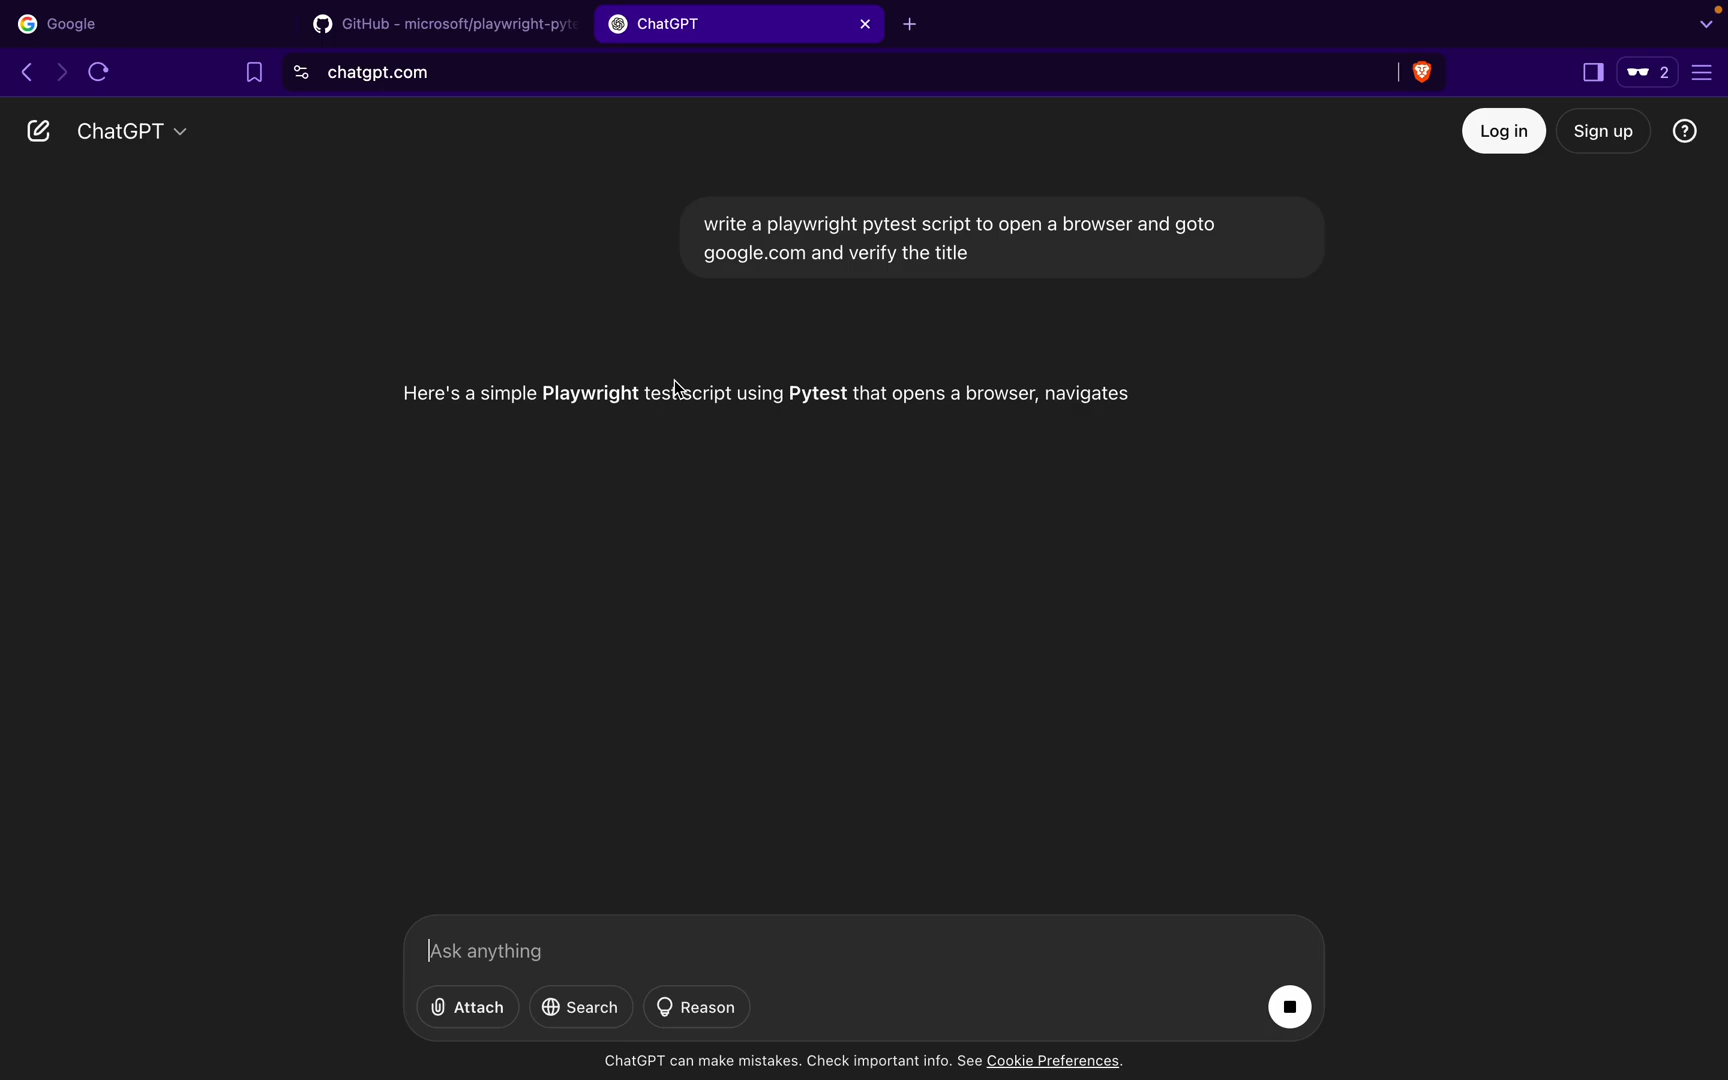 Google
GitHub - microsoft/playwright-pyte
ChatGPT
chatgpt.com
2
ChatGPT
Log in
Sign up
write a playwright pytest script to open a browser and goto
google.com and verify the title
Here's a simple Playwright test script using Pytest that opens a browser, navigates
Ask anything
Attach
Search
Reason
ChatGPT can make mistakes. Check important info. See Cookie Preferences.